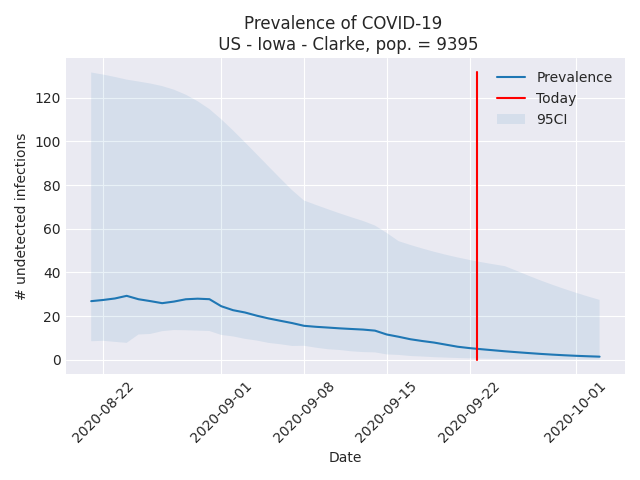 Prevalence of COVID-19
US - Iowa - Clarke, pop. = 9395
Prevalence
Today
95CI
# undetected infections
120
100
80
60
40
20
0
2020-08-22
2020-09-01
2020-09-08
2020-09-15
2020-09-22
2020-10-01
Date